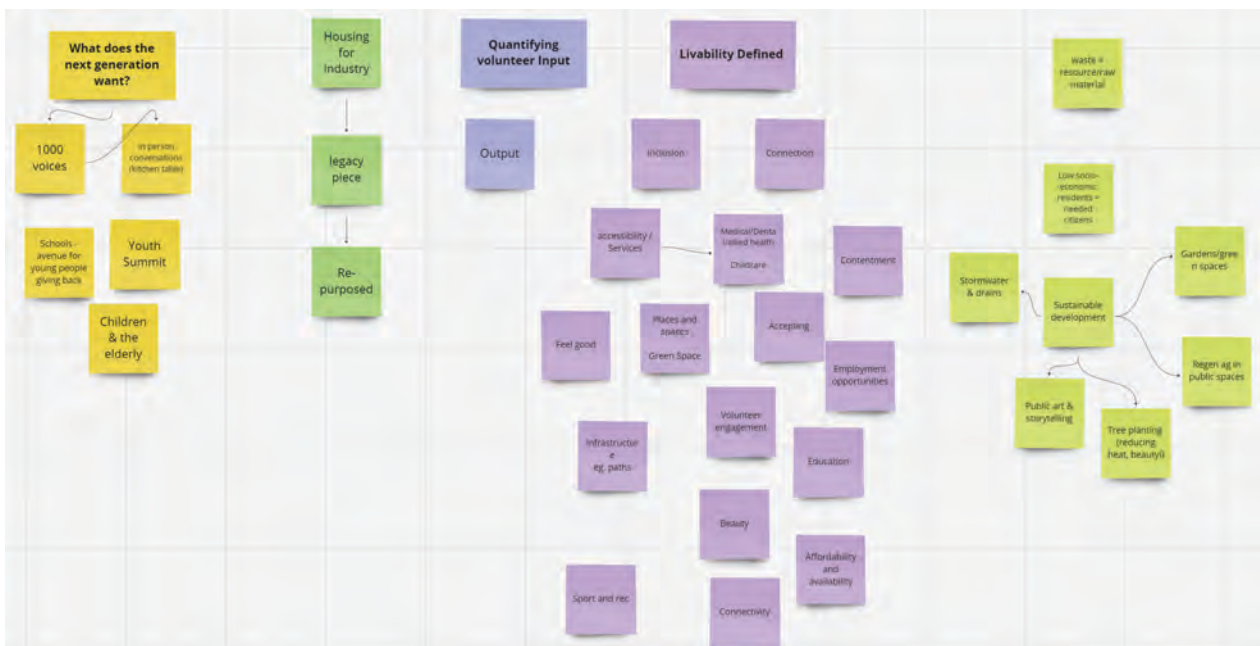 What does the
next generation
want?
1000
voices
in person
conversations
(kitchen table)
Schools -
avenue for
young people
giving back
Youth
Summit
Children
& the
elderly
Housing
for
Industry
legacy
piece
Re-
purposed
Quantifying
volunteer Input
Output
Livability Defined
Inclusion
Connection
accessibility /
Services
Medical/Denta
l/allied health
Childcare
Contentment
Feel good
Places and
spaces
Green Space
Accepting
Employment
opportunities
Infrastructur
e
eg. paths
Volunteer
engagement
Education
Beauty
Affordability
and
availability
Sport and rec
Connectivity
waste =
resource/raw
material
Low socio-
economic
residents =
needed
citizens
Stormwater
& drains
Sustainable
development
Gardens/gree
n spaces
Regen ag in
public spaces
Public art &
storytelling
Tree planting
(reducing
heat, beauty)